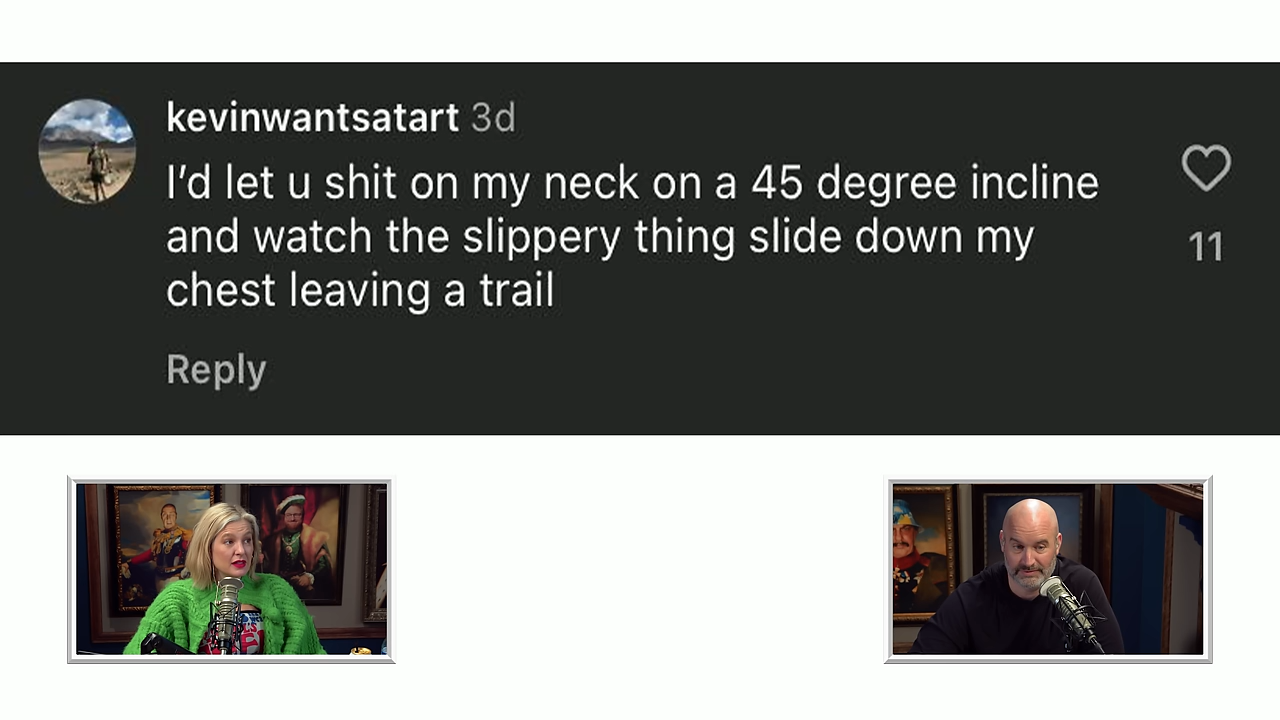 kevinwantsatart 3d
I'd let u shit on my neck on a 45 degree incline
and watch the slippery thing slide down my
chest leaving a trail
11
Reply